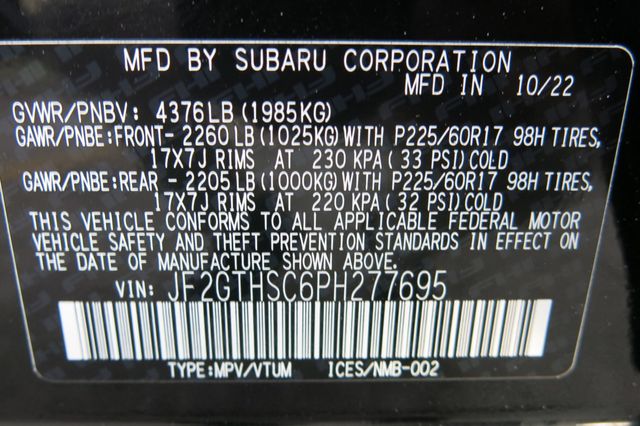 MFD BY SUBARU CORPORATION
MFD IN 10/22
GVWR/PNBV: 4376LB (1985KG)
GAWR/PNBE:FRONT- 2260 LB (1025KG) WITH P225/60R17 98H TIRES,
17X7J RIMS AT 230 KPA (33 PSI) COLD
GAWR/PNBE:REAR - 2205 LB (1000KG) WITH P225/60R17 98H TIRES,
17X7J RIMS AT 220 KPA (32 PSI) COLD
THIS VEHICLE CONFORMS TO ALL APPLICABLE FEDERAL MOTOR
VEHICLE SAFETY AND THEFT PREVENTION STANDARDS IN EFFECT ON
THE DATE OF MANUFACTURE SHOWN ABOVE.
VIN: JF2GTHSC6PH277695
TYPE:MPV/VTUM ICES/NMB-002